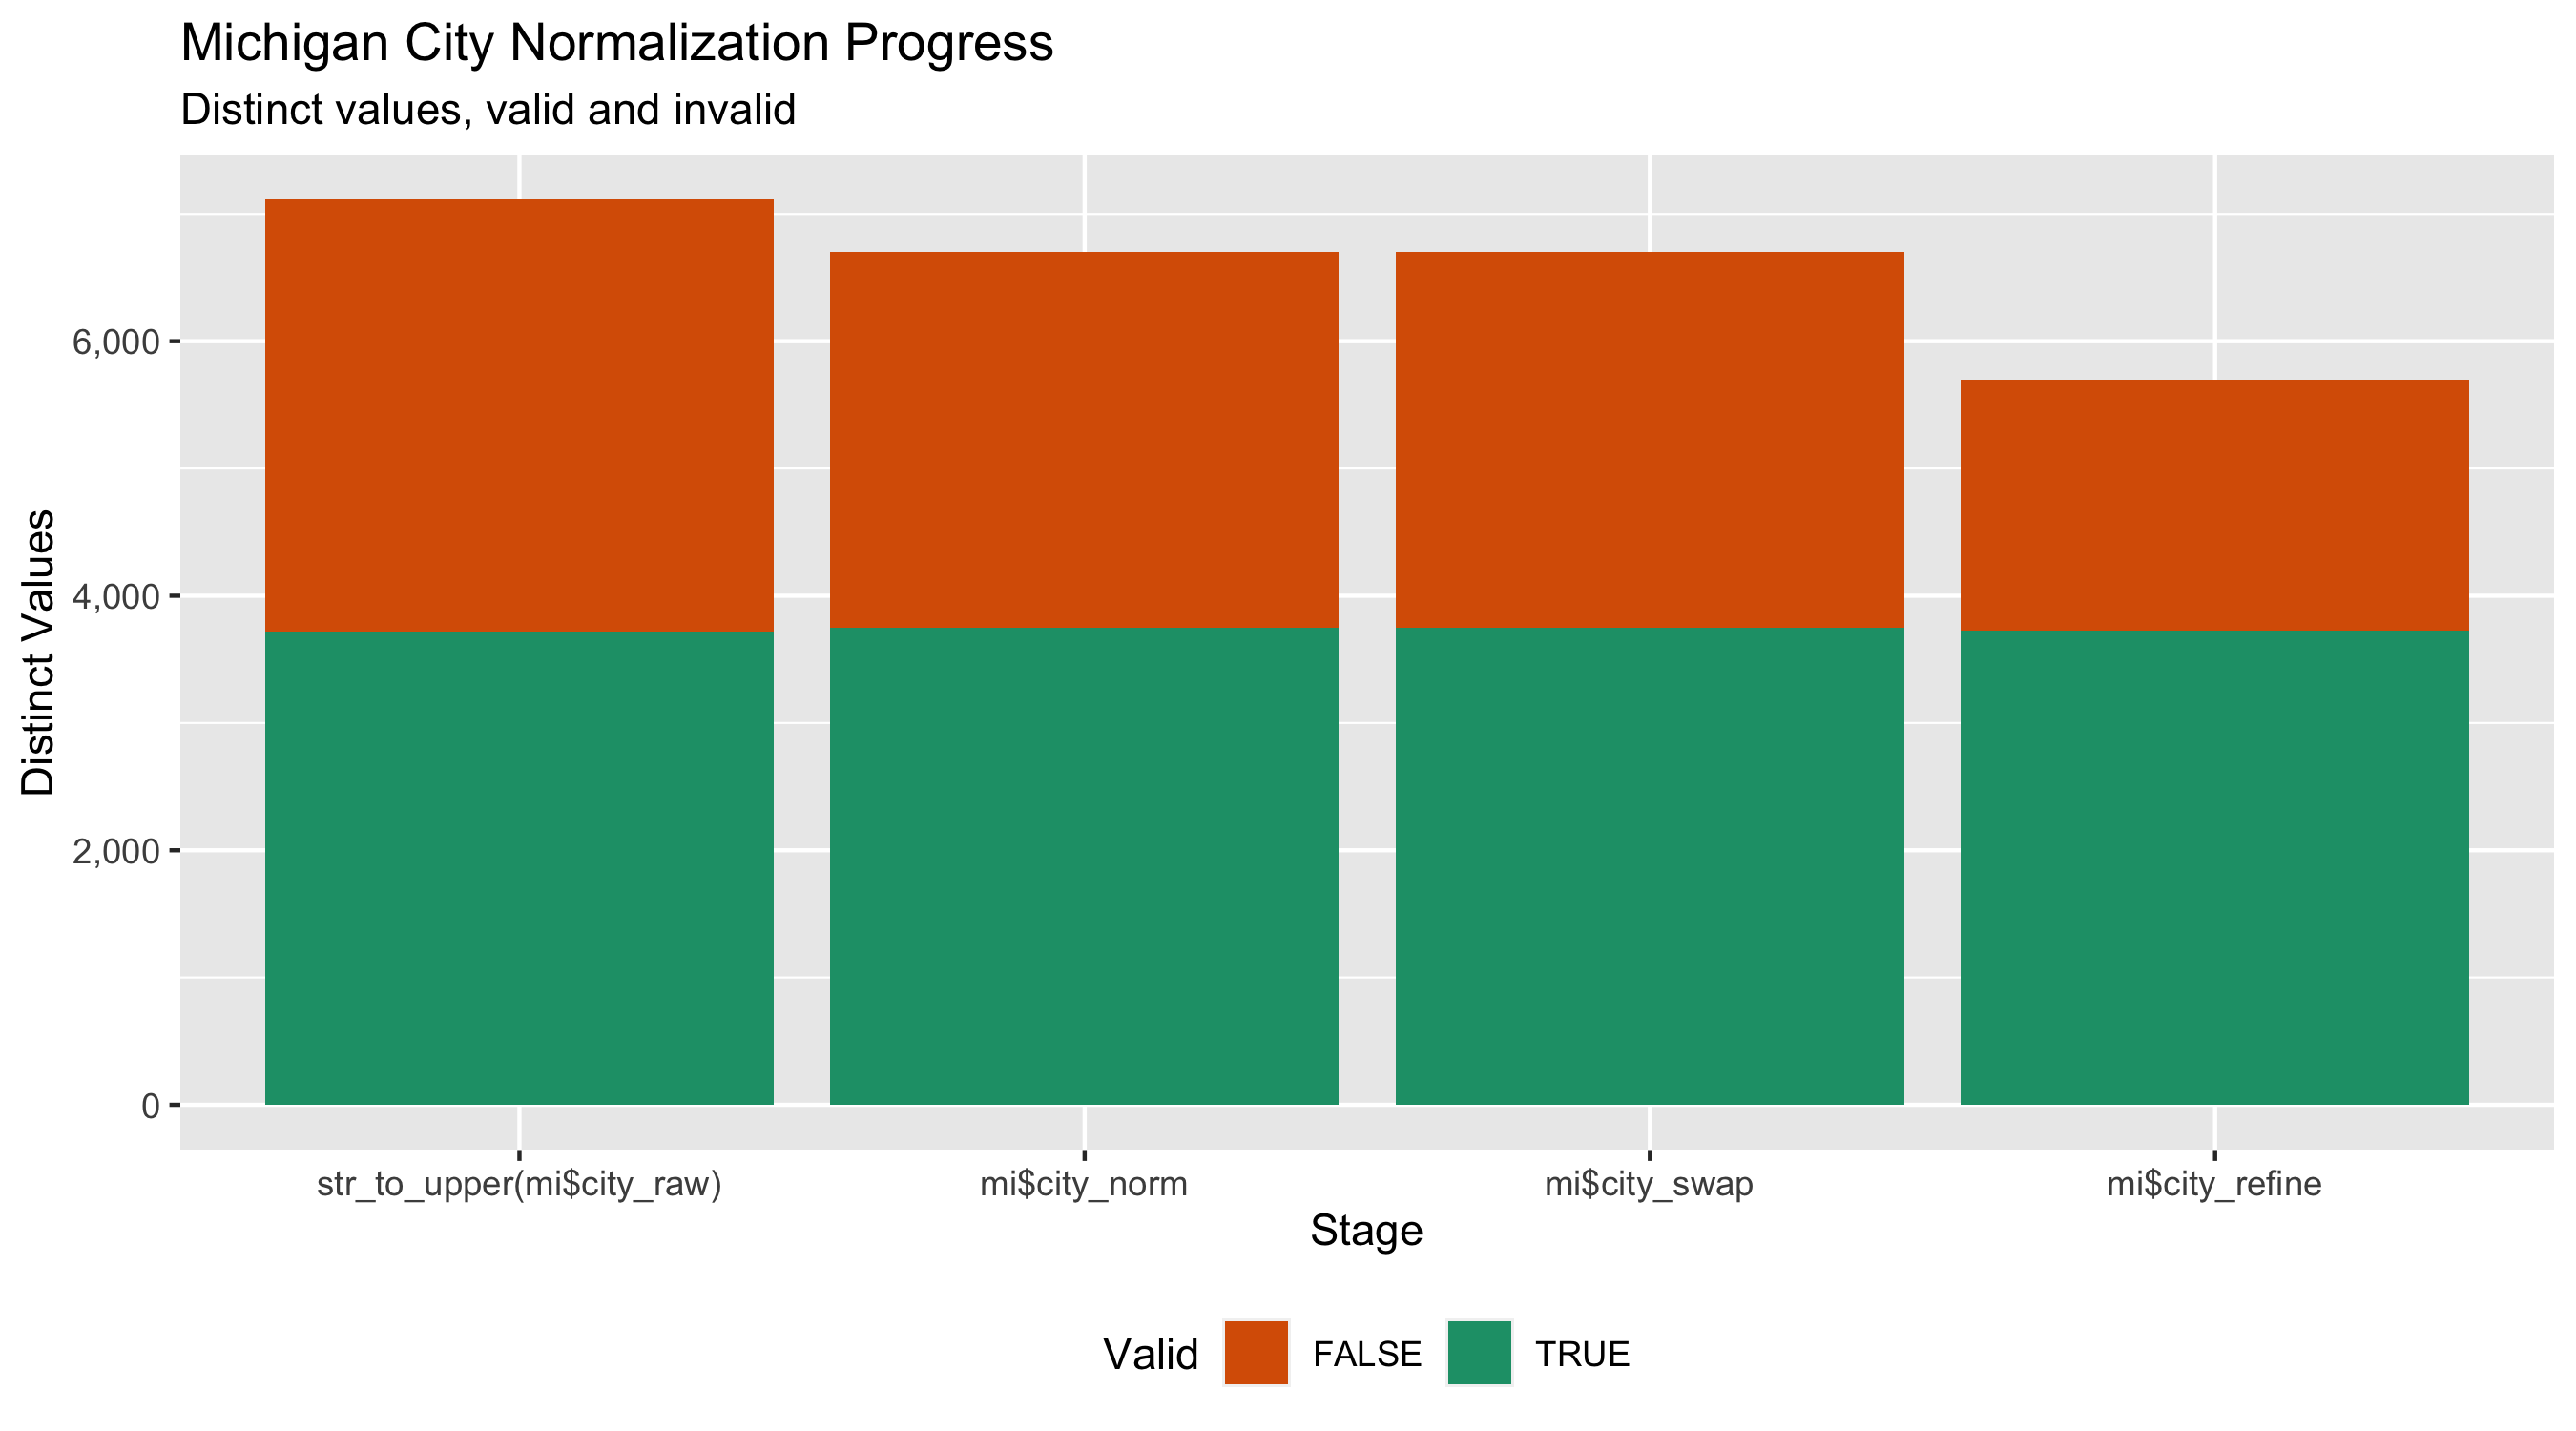 Michigan City Normalization Progress
Distinct values, valid and invalid
Distinct Values
6,000
4,000
2,000
0
str_to_upper(mi$city_raw) mi$city_norm mi$city_swap mi$city_refine
Stage
Valid FALSE TRUE